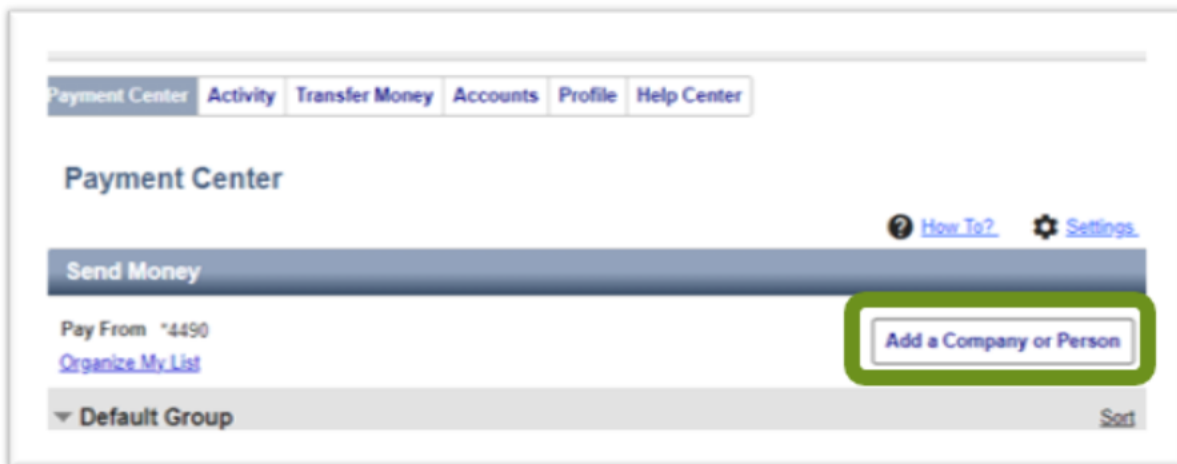 Payment Center Activity Transfer Money Accounts Profile Help Center
Payment Center
How To? Settings
Send Money
Pay From *4490
Add a Company or Person
Organize My List
Default Group Sort